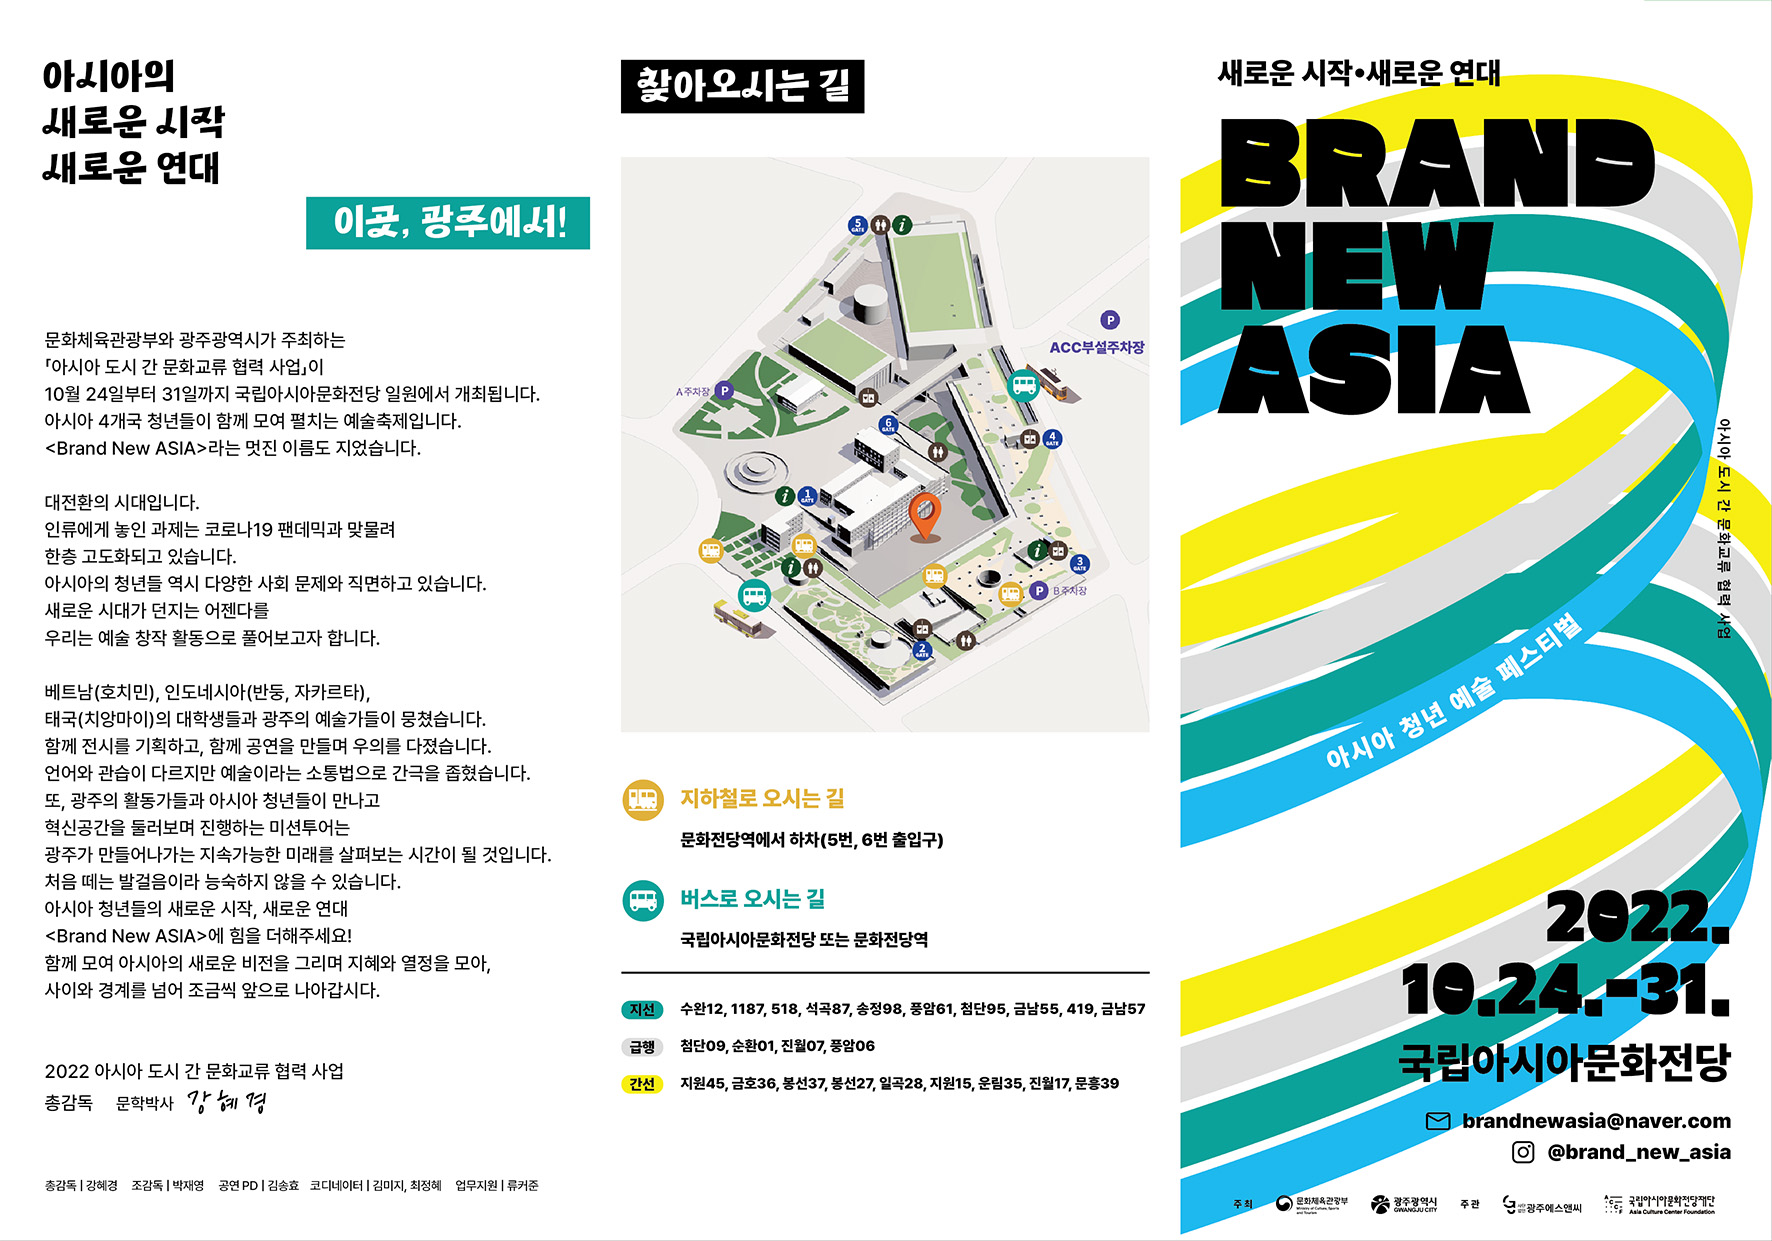 아시아의
새로운 시작
새로운 연대
이곳, 광주에서!
문화체육관광부와 광주광역시가 주최하는
「아시아 도시 간 문화교류 협력 사업」이
10월 24일부터 31일까지 국립아시아문화전당 일원에서 개최됩니다.
아시아 4개국 청년들이 함께 모여 펼치는 예술축제입니다.
<Brand New ASIA>라는 멋진 이름도 지었습니다.
대전환의 시대입니다.
인류에게 놓인 과제는 코로나19 팬데믹과 맞물려
한층 고도화되고 있습니다.
아시아의 청년들 역시 다양한 사회 문제와 직면하고 있습니다.
새로운 시대가 던지는 어젠다를
우리는 예술 창작 활동으로 풀어보고자 합니다.
베트남(호치민), 인도네시아(반둥, 자카르타),
태국(치앙마이)의 대학생들과 광주의 예술가들이 뭉쳤습니다.
함께 전시를 기획하고, 함께 공연을 만들며 우의를 다졌습니다.
언어와 관습이 다르지만 예술이라는 소통법으로 간극을 좁혔습니다.
또, 광주의 활동가들과 아시아 청년들이 만나고
혁신공간을 둘러보며 진행하는 미션투어는
광주가 만들어나가는 지속가능한 미래를 살펴보는 시간이 될 것입니다.
처음 떼는 발걸음이라 능숙하지 않을 수 있습니다.
아시아 청년들의 새로운 시작, 새로운 연대
<Brand New ASIA>에 힘을 더해주세요!
함께 모여 아시아의 새로운 비전을 그리며 지혜와 열정을 모아,
사이와 경계를 넘어 조금씩 앞으로 나아갑시다.
2022 아시아 도시 간 문화교류 협력 사업
총감독 문학박사 강혜경
총감독 | 강혜경 조감독 | 박재영 공연 PD | 김송효 코디네이터 | 김미지, 최정혜 업무지원 | 류커준
찾아오시는 길
5 GATE i
P
ACC부설주차장
A 주차장 P
6 GATE
4 GATE
i 1 GATE
i 3 GATE
i
P B 주차장
2 GATE
지하철로 오시는 길
문화전당역에서 하차(5번, 6번 출입구)
버스로 오시는 길
국립아시아문화전당 또는 문화전당역
지선 수완12, 1187, 518, 석곡87, 송정98, 풍암61, 첨단95, 금남55, 419, 금남57
급행 첨단09, 순환01, 진월07, 풍암06
간선 지원45, 금호36, 봉선37, 봉선27, 일곡28, 지원15, 운림35, 진월17, 문흥39
새로운 시작•새로운 연대
BRAND
NEW
ASIA
아시아 도시 간 문화교류 협력 사업
아시아 청년 예술 페스티벌
2022.
10.24.-31.
국립아시아문화전당
brandnewasia@naver.com
@brand_new_asia
주최 문화체육관광부 Ministry of Culture, Sports and Tourism 광주광역시 GWANGJU CITY 주관 사단법인 광주에스앤씨 ACCF 국립아시아문화전당재단 Asia Culture Center Foundation